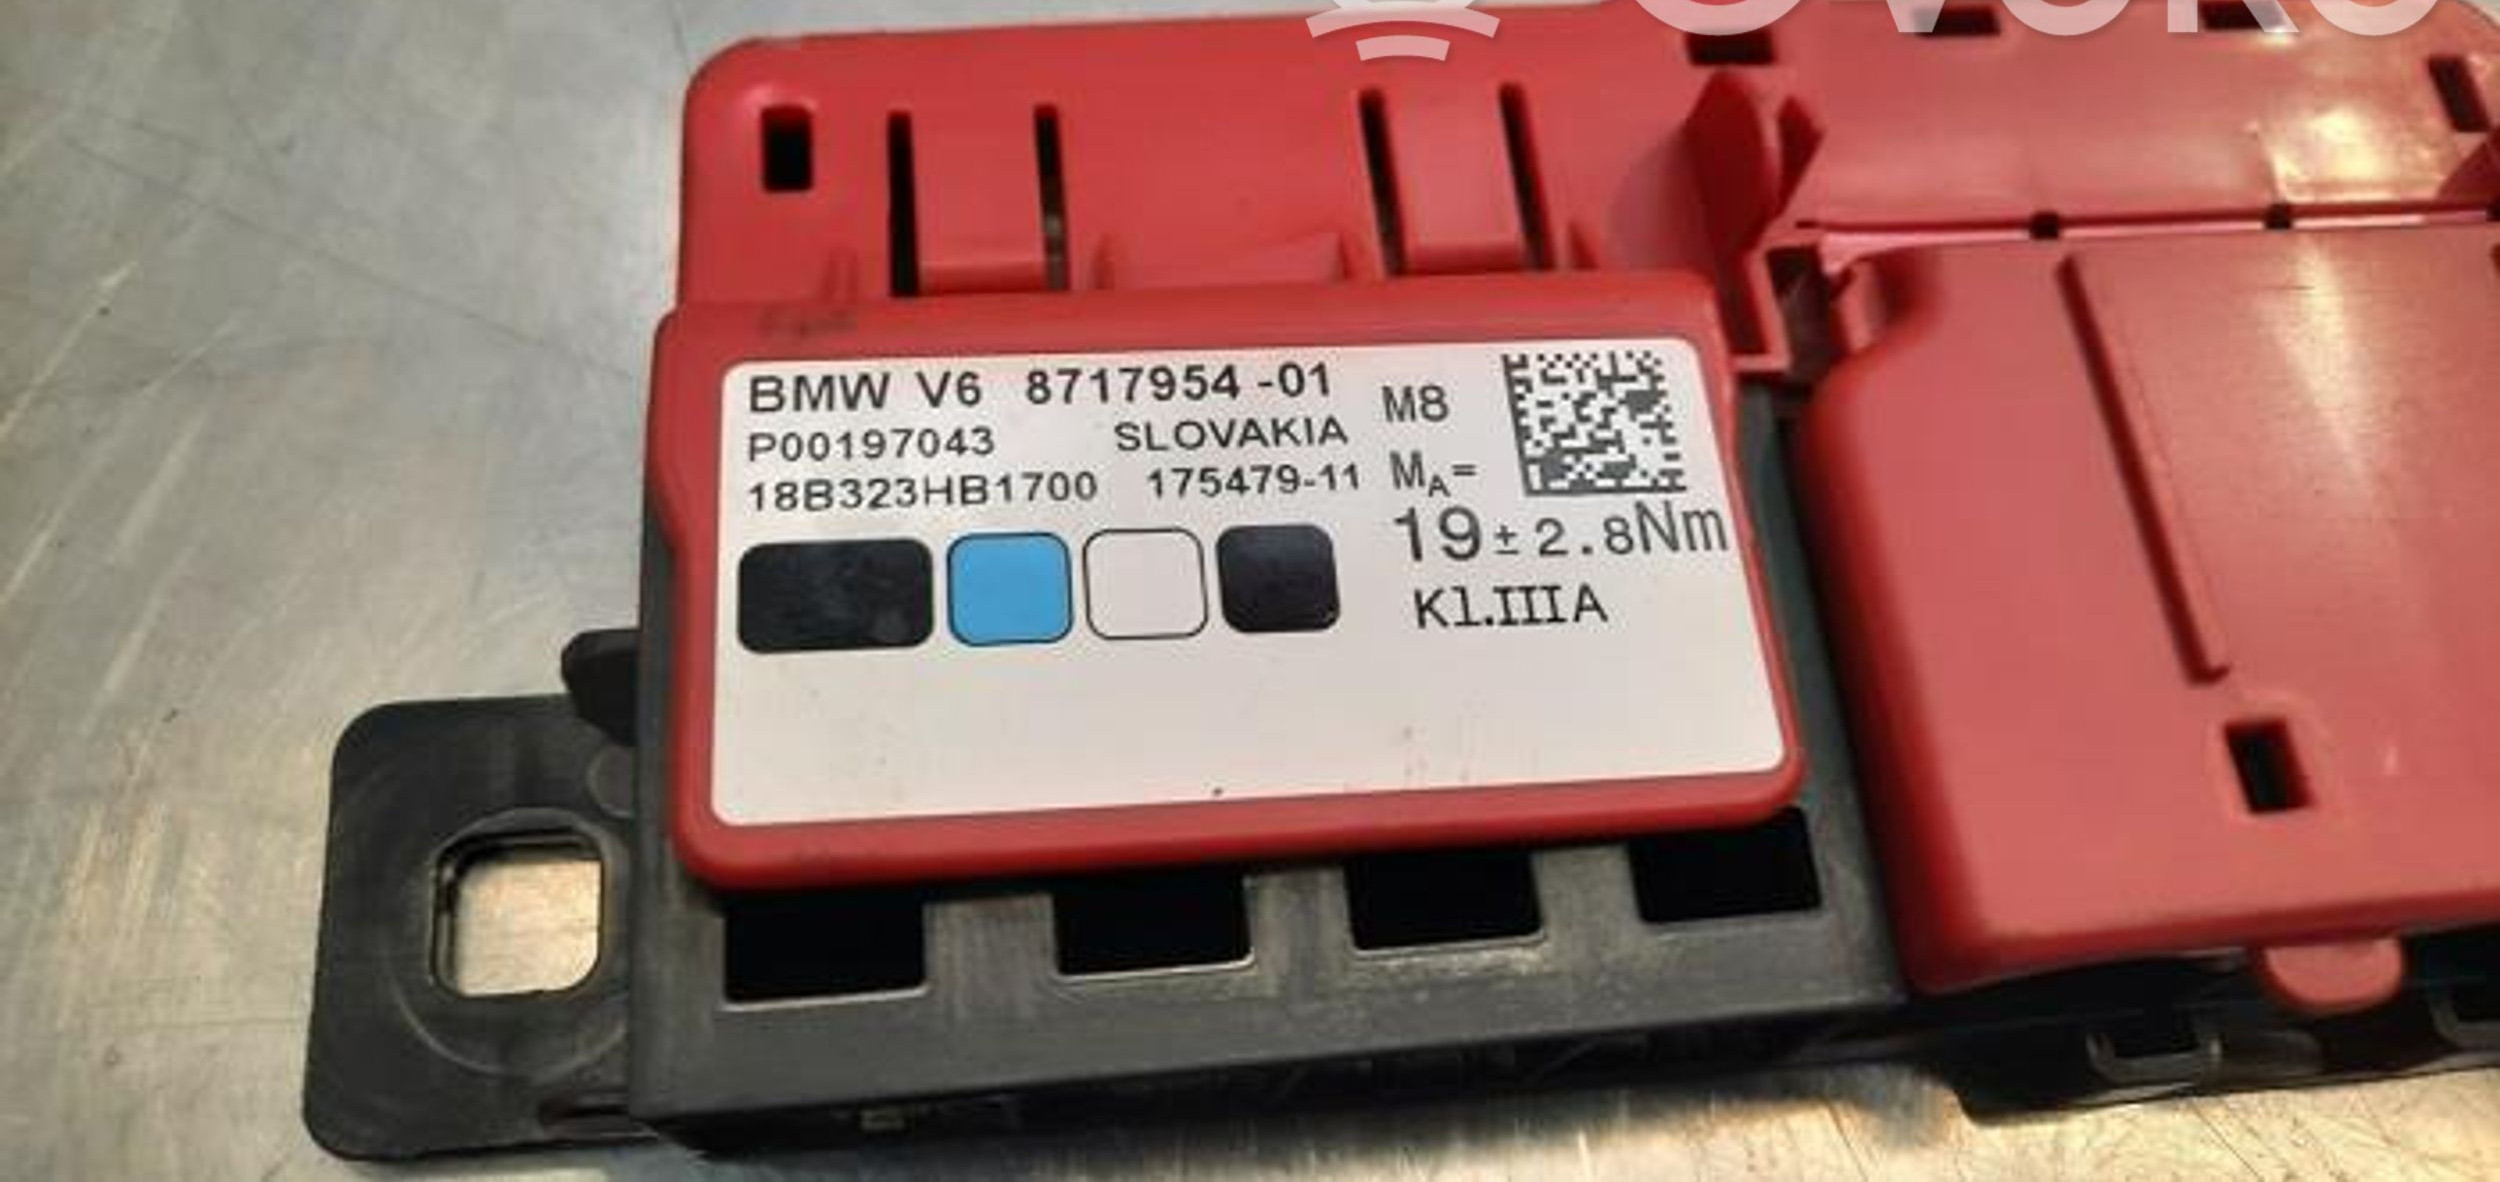 BMW V6 8717954 -01
P00197043 SLOVAKIA
18B323HB1700 175479-11
M8
MA=
19±2.8Nm
Kl.IIIA